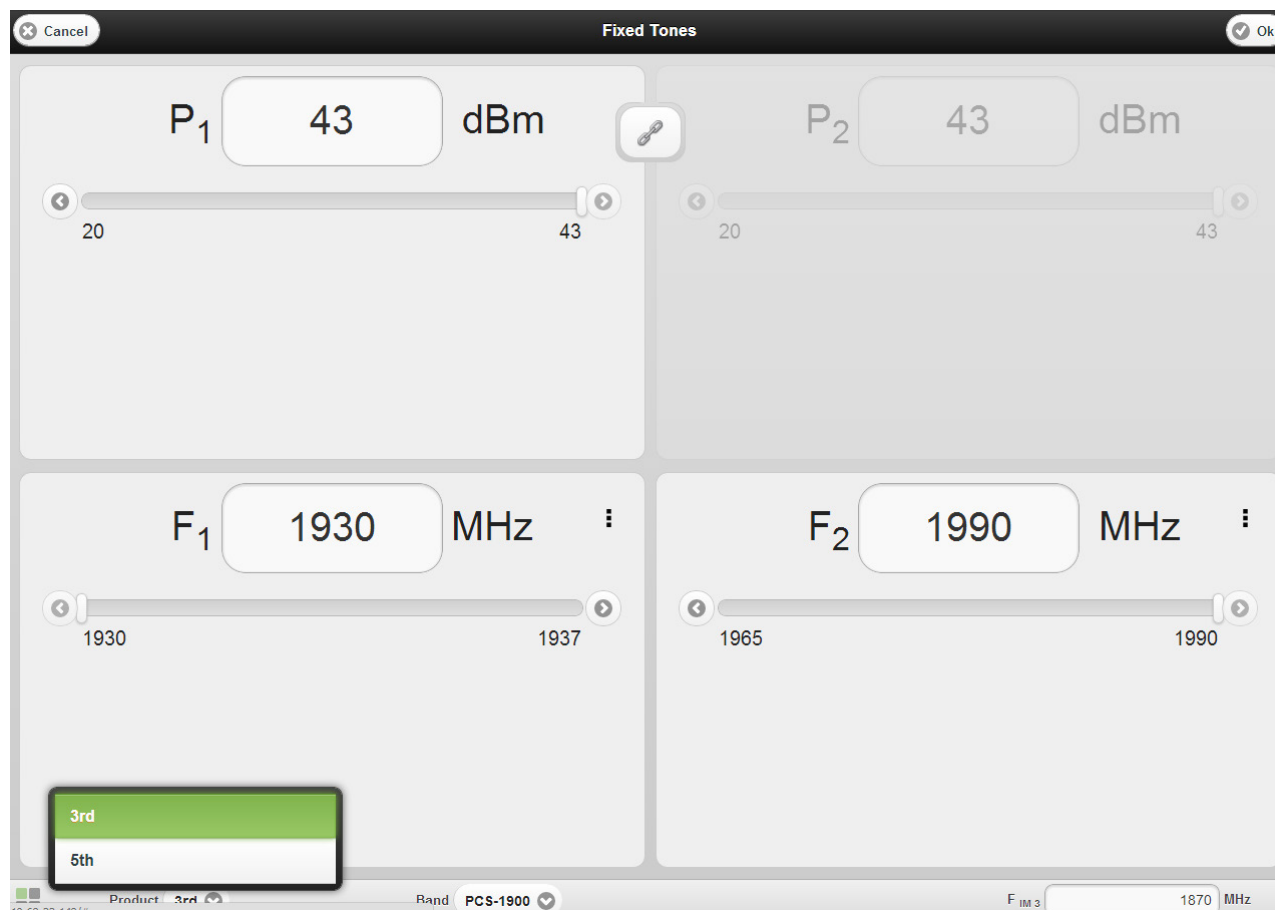 Cancel Fixed Tones Ok
P1 43 dBm P2 43 dBm
20 43 20 43
F1 1930 MHz F2 1990 MHz
1930 1937 1965 1990
3rd
5th
Product 3rd Band PCS-1900 F IM 3 1870 MHz